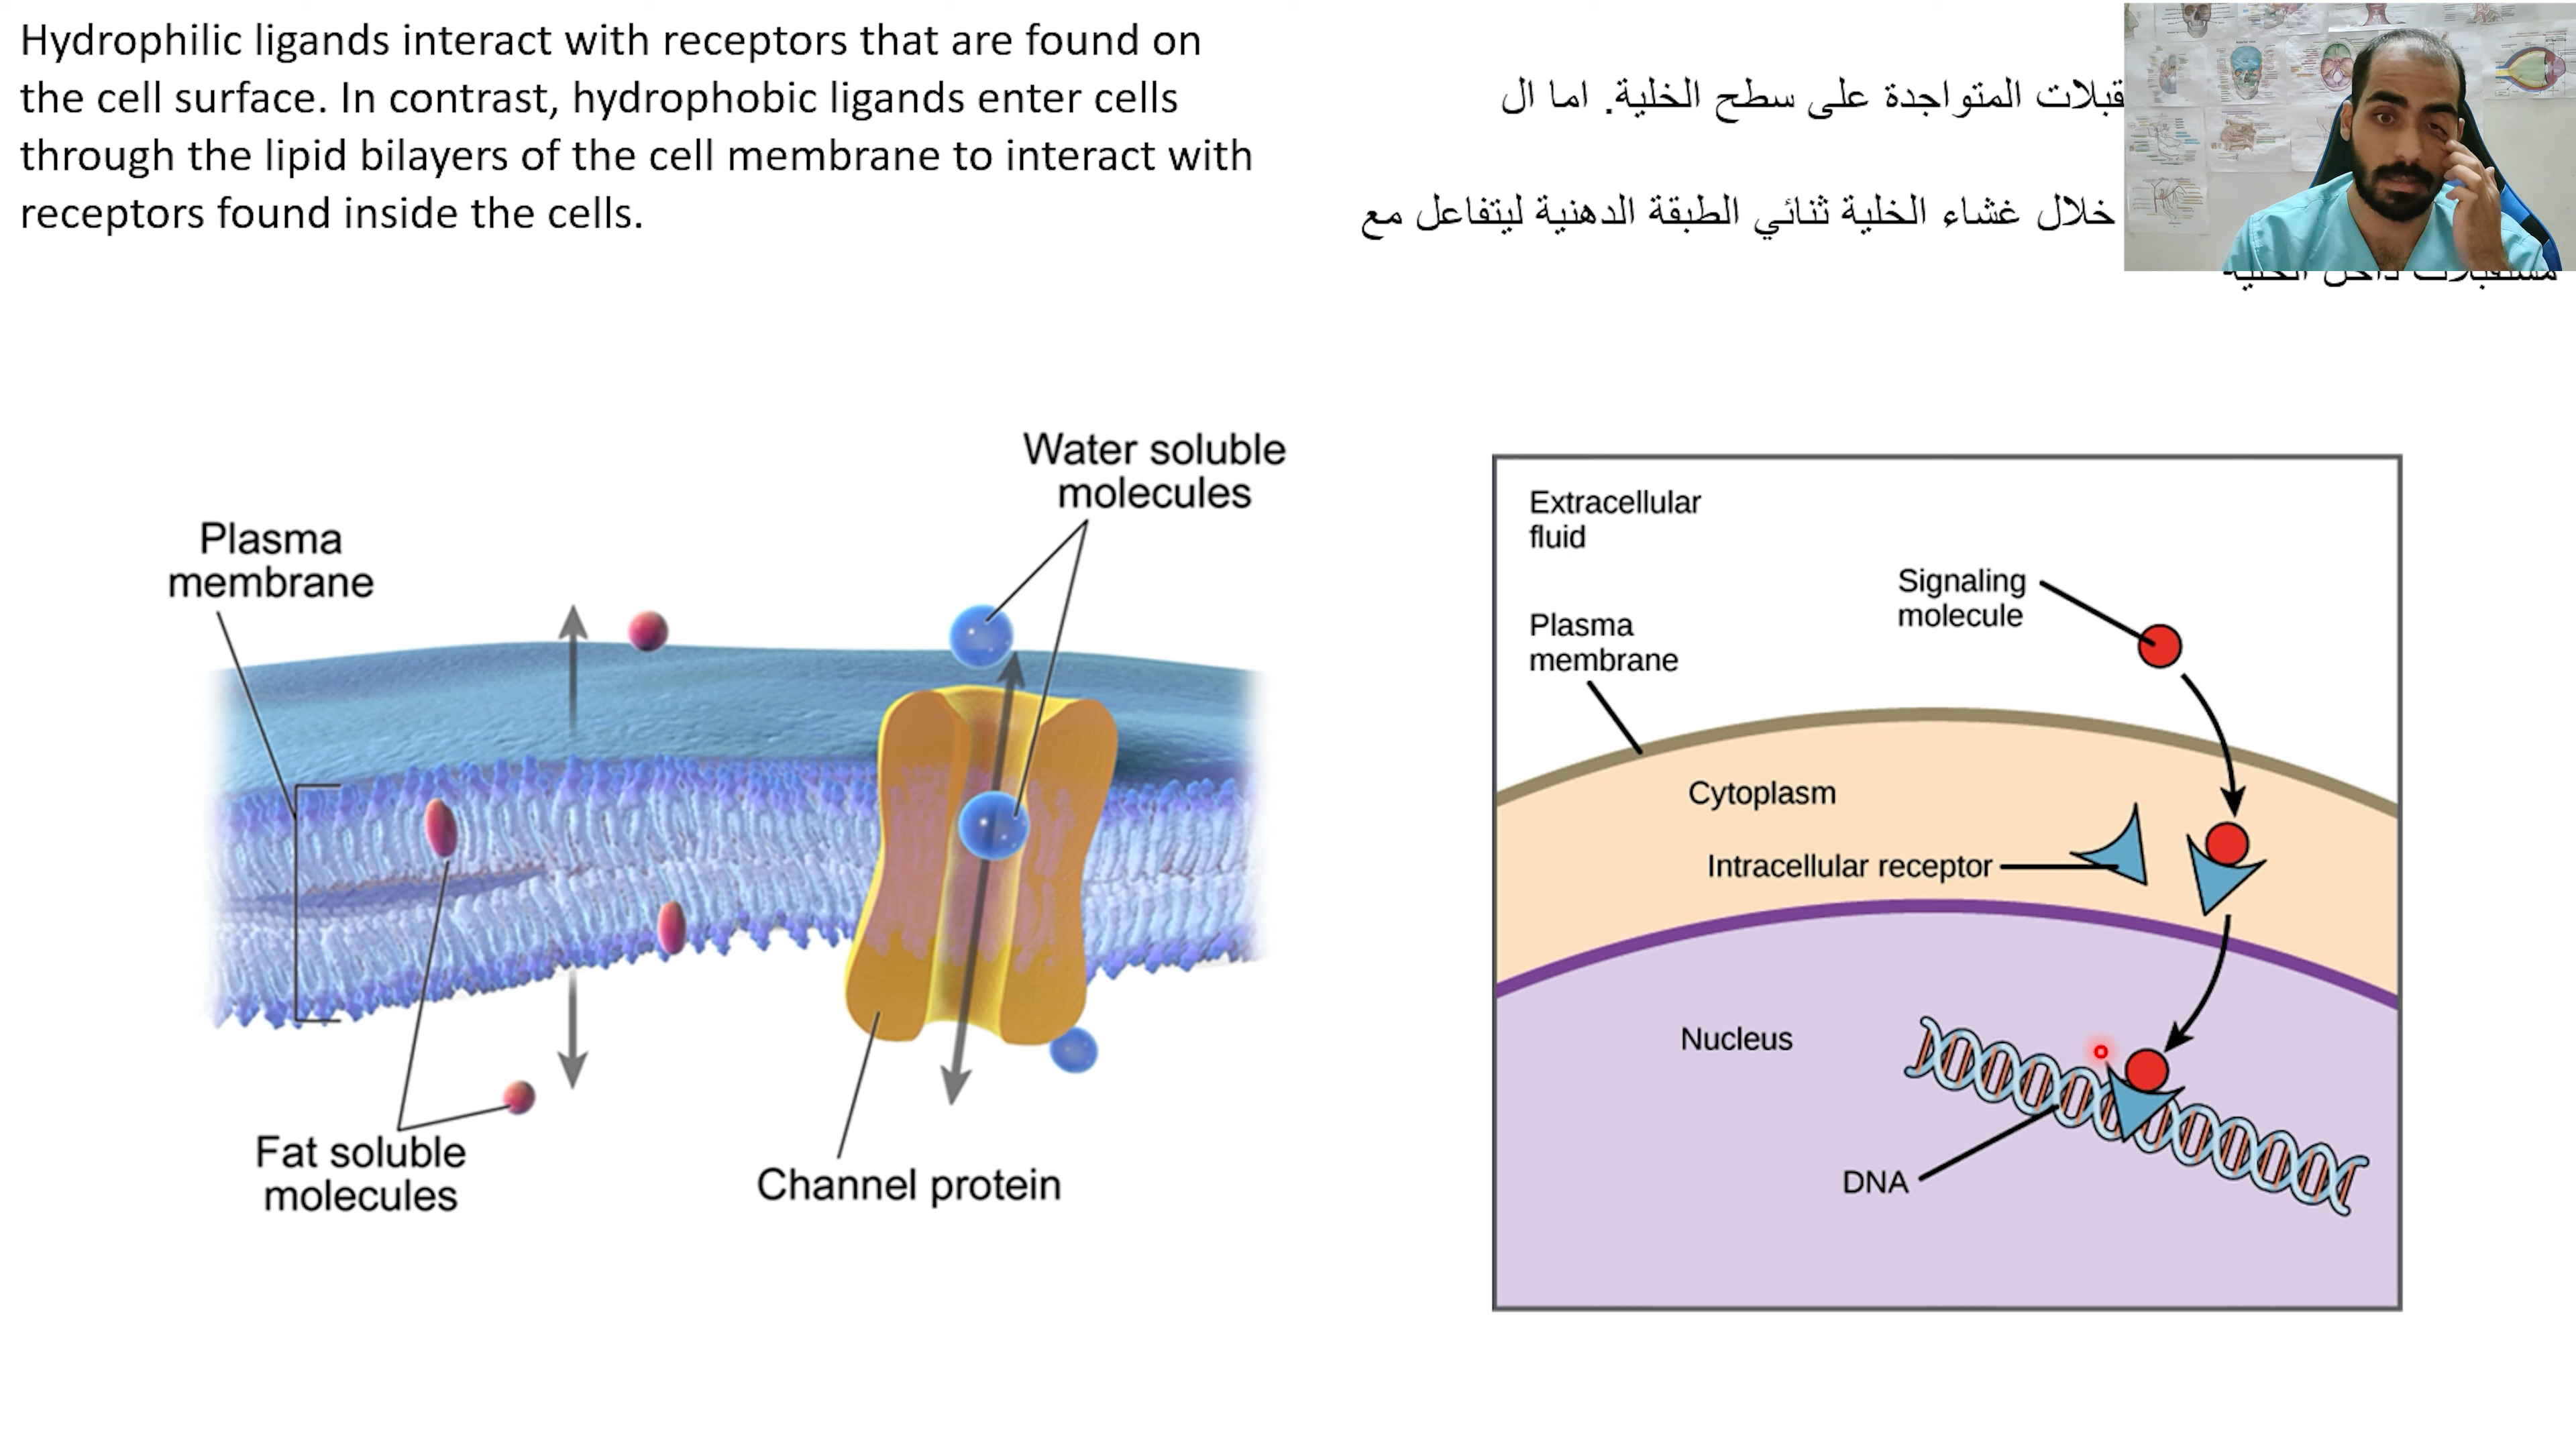 Hydrophilic ligands interact with receptors that are found on
the cell surface. In contrast, hydrophobic ligands enter cells
through the lipid bilayers of the cell membrane to interact with
receptors found inside the cells.
المتواجدة على سطح الخلية. اما ال
خلال غشاء الخلية ثنائي الطبقة الدهنية ليتفاعل مع
Water soluble
molecules
Plasma
membrane
Fat soluble
molecules
Channel protein
Extracellular
fluid
Signaling
molecule
Plasma
membrane
Cytoplasm
Intracellular receptor
Nucleus
DNA